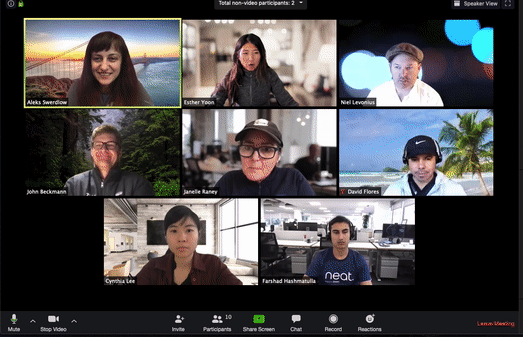 Total non-video participants: 2
Speaker View
Aleks Swerdlow
Esther Yoon
Niel Levonius
John Beckmann
Janelle Raney
David Flores
neat.
Cynthia Lee
Farshad Hashmatulla
10
Mute
Stop Video
Invite
Participants
Share Screen
Chat
Record
Reactions
Leave Meeting